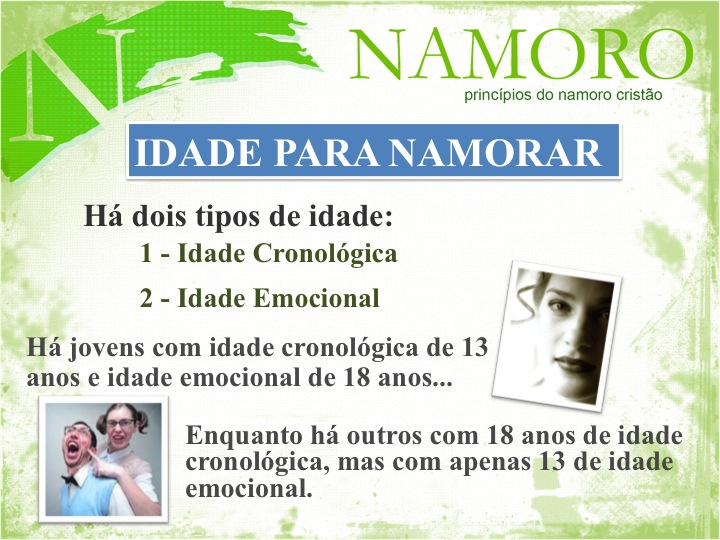 N
NAMORO
princípios do namoro cristão
IDADE PARA NAMORAR
Há dois tipos de idade:
1 - Idade Cronológica
2 - Idade Emocional
Há jovens com idade cronológica de 13
anos e idade emocional de 18 anos...
Enquanto há outros com 18 anos de idade
cronológica, mas com apenas 13 de idade
emocional.